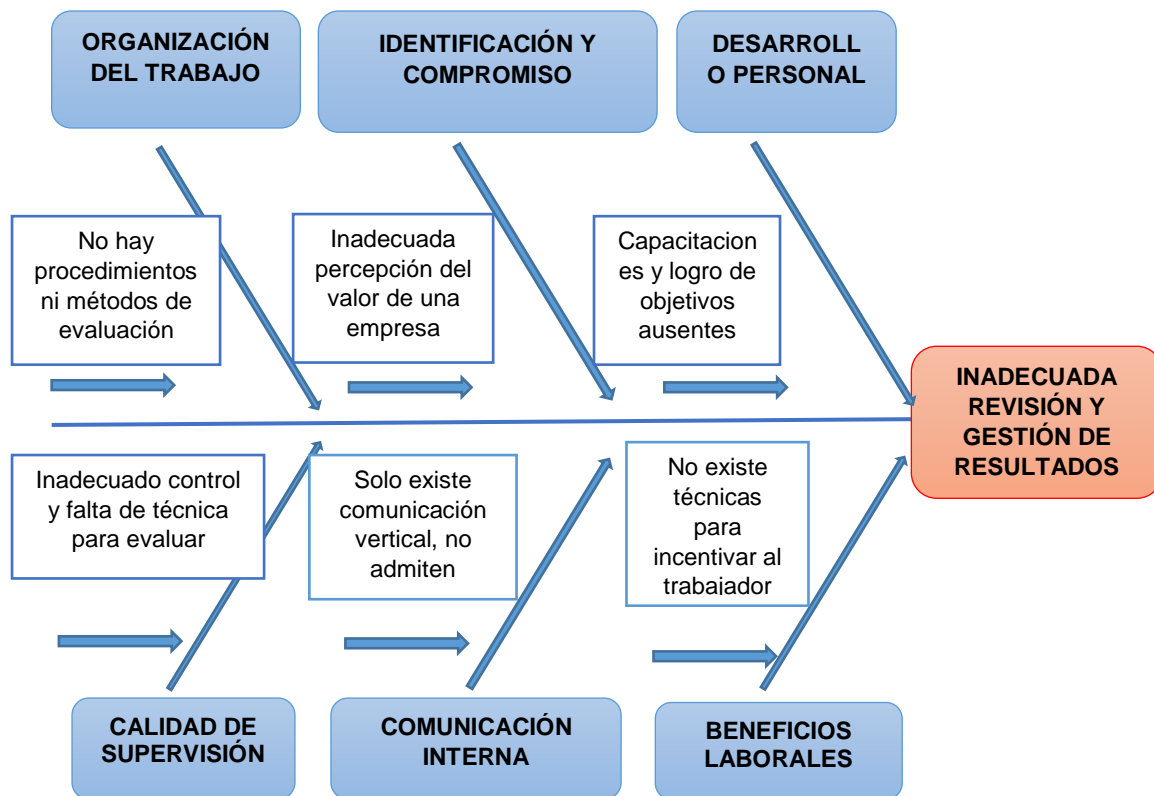 ORGANIZACIÓN
DEL TRABAJO
IDENTIFICACIÓN Y
COMPROMISO
DESARROLL
O PERSONAL
No hay
procedimientos
ni métodos de
evaluación
Inadecuada
percepción del
valor de una
empresa
Capacitacion
es y logro de
objetivos
ausentes
INADECUADA
REVISIÓN Y
GESTIÓN DE
RESULTADOS
Inadecuado control
y falta de técnica
para evaluar
Solo existe
comunicación
vertical, no
admiten
No existe
técnicas
para
incentivar al
trabajador
CALIDAD DE
SUPERVISIÓN
COMUNICACIÓN
INTERNA
BENEFICIOS
LABORALES